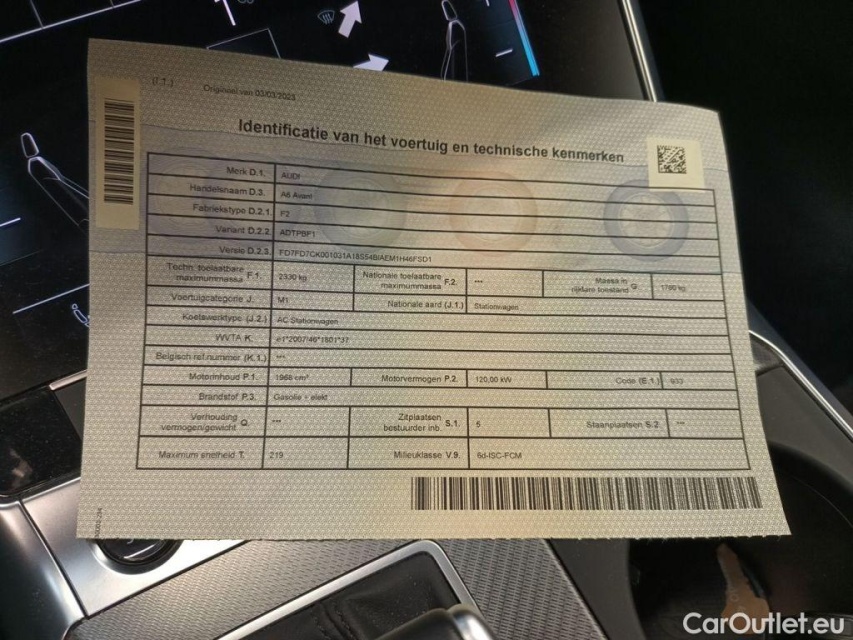 (I.T.)
Origineel van 03/03/2023
Identificatie van het voertuig en technische kenmerken
Merk D.1. AUDI
Handelsnaam D.3. A6 Avant
Fabriekstype D.2.1. F2
Variant D.2.2. ADTPBF1
Versie D.2.3. FD7FD7CK001031A18S54BIAEM1H46FSD1
Techn. toelaatbare maximummassa F.1. 2330 kg Nationale toelaatbare maximummassa F.2. --- Massa in rijklare toestand G. 1780 kg
Voertuigcategorie J. M1 Nationale aard (J.1.) Stationwagen
Koetswerktype (J.2.) AC Stationwagen
WVTA K. e1*2007/46*1801*37
Belgisch ref.nummer (K.1.) ---
Motorinhoud P.1. 1968 cm³ Motorvermogen P.2. 120,00 kW Code (E.1.) 933
Brandstof P.3. Gasolie + elekt
Verhouding vermogen/gewicht Q. --- Zitplaatsen bestuurder inb. S.1. 5 Staanplaatsen S.2. ---
Maximum snelheid T. 219 Milieuklasse V.9. 6d-ISC-FCM
CarOutlet.eu